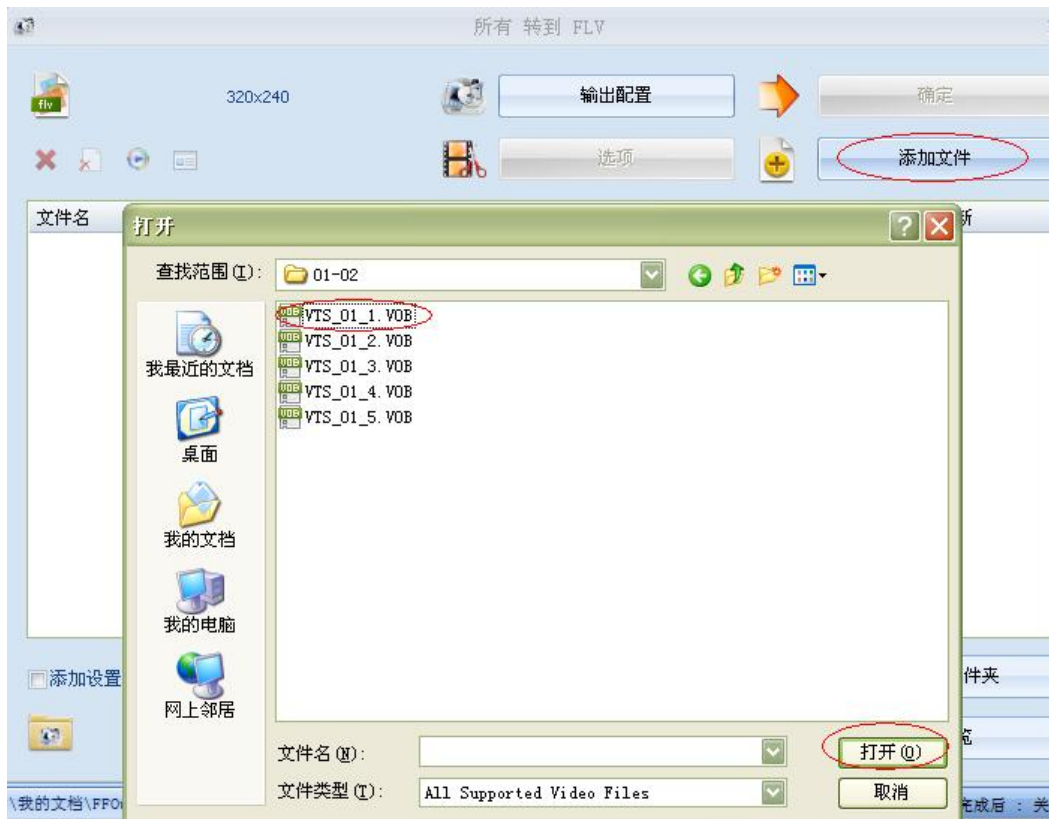 所有 转到 FLV
flv
320x240
输出配置
确定
选项
添加文件
文件名
新
打开
查找范围(I):
01-02
VTS_01_1.VOB
VTS_01_2.VOB
VTS_01_3.VOB
VTS_01_4.VOB
VTS_01_5.VOB
我最近的文档
桌面
我的文档
我的电脑
网上邻居
添加设置
件夹
文件名(N):
打开(O)
文件类型(T):
All Supported Video Files
取消
\我的文档\FFO
完成后 : 关